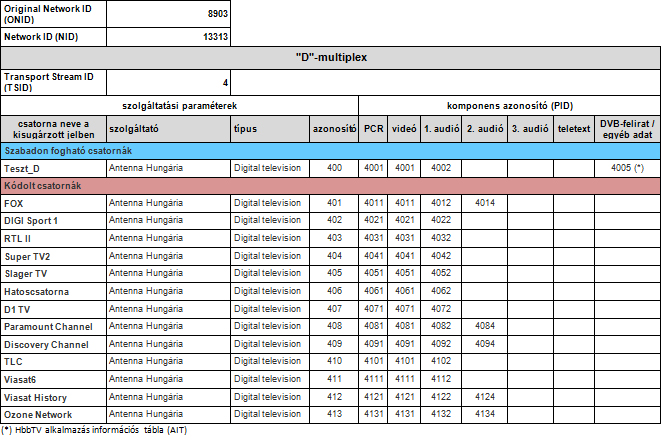 Original Network ID (ONID) 8903
Network ID (NID) 13313
"D"-multiplex
Transport Stream ID (TSID) 4
szolgáltatási paraméterek komponens azonosító (PID)
csatorna neve a kisugárzott jelben szolgáltató típus azonosító PCR videó 1. audió 2. audió 3. audió teletext DVB-felirat / egyéb adat
Szabadon fogható csatornák
Teszt_D Antenna Hungária Digital television 400 4001 4001 4002 4005 (*)
Kódolt csatornák
FOX Antenna Hungária Digital television 401 4011 4011 4012 4014
DIGI Sport 1 Antenna Hungária Digital television 402 4021 4021 4022
RTL II Antenna Hungária Digital television 403 4031 4031 4032
Super TV2 Antenna Hungária Digital television 404 4041 4041 4042
Slager TV Antenna Hungária Digital television 405 4051 4051 4052
Hatoscsatorna Antenna Hungária Digital television 406 4061 4061 4062
D1 TV Antenna Hungária Digital television 407 4071 4071 4072
Paramount Channel Antenna Hungária Digital television 408 4081 4081 4082 4084
Discovery Channel Antenna Hungária Digital television 409 4091 4091 4092 4094
TLC Antenna Hungária Digital television 410 4101 4101 4102
Viasat6 Antenna Hungária Digital television 411 4111 4111 4112
Viasat History Antenna Hungária Digital television 412 4121 4121 4122 4124
Ozone Network Antenna Hungária Digital television 413 4131 4131 4132 4134
(*) HbbTV alkalmazás információs tábla (AIT)